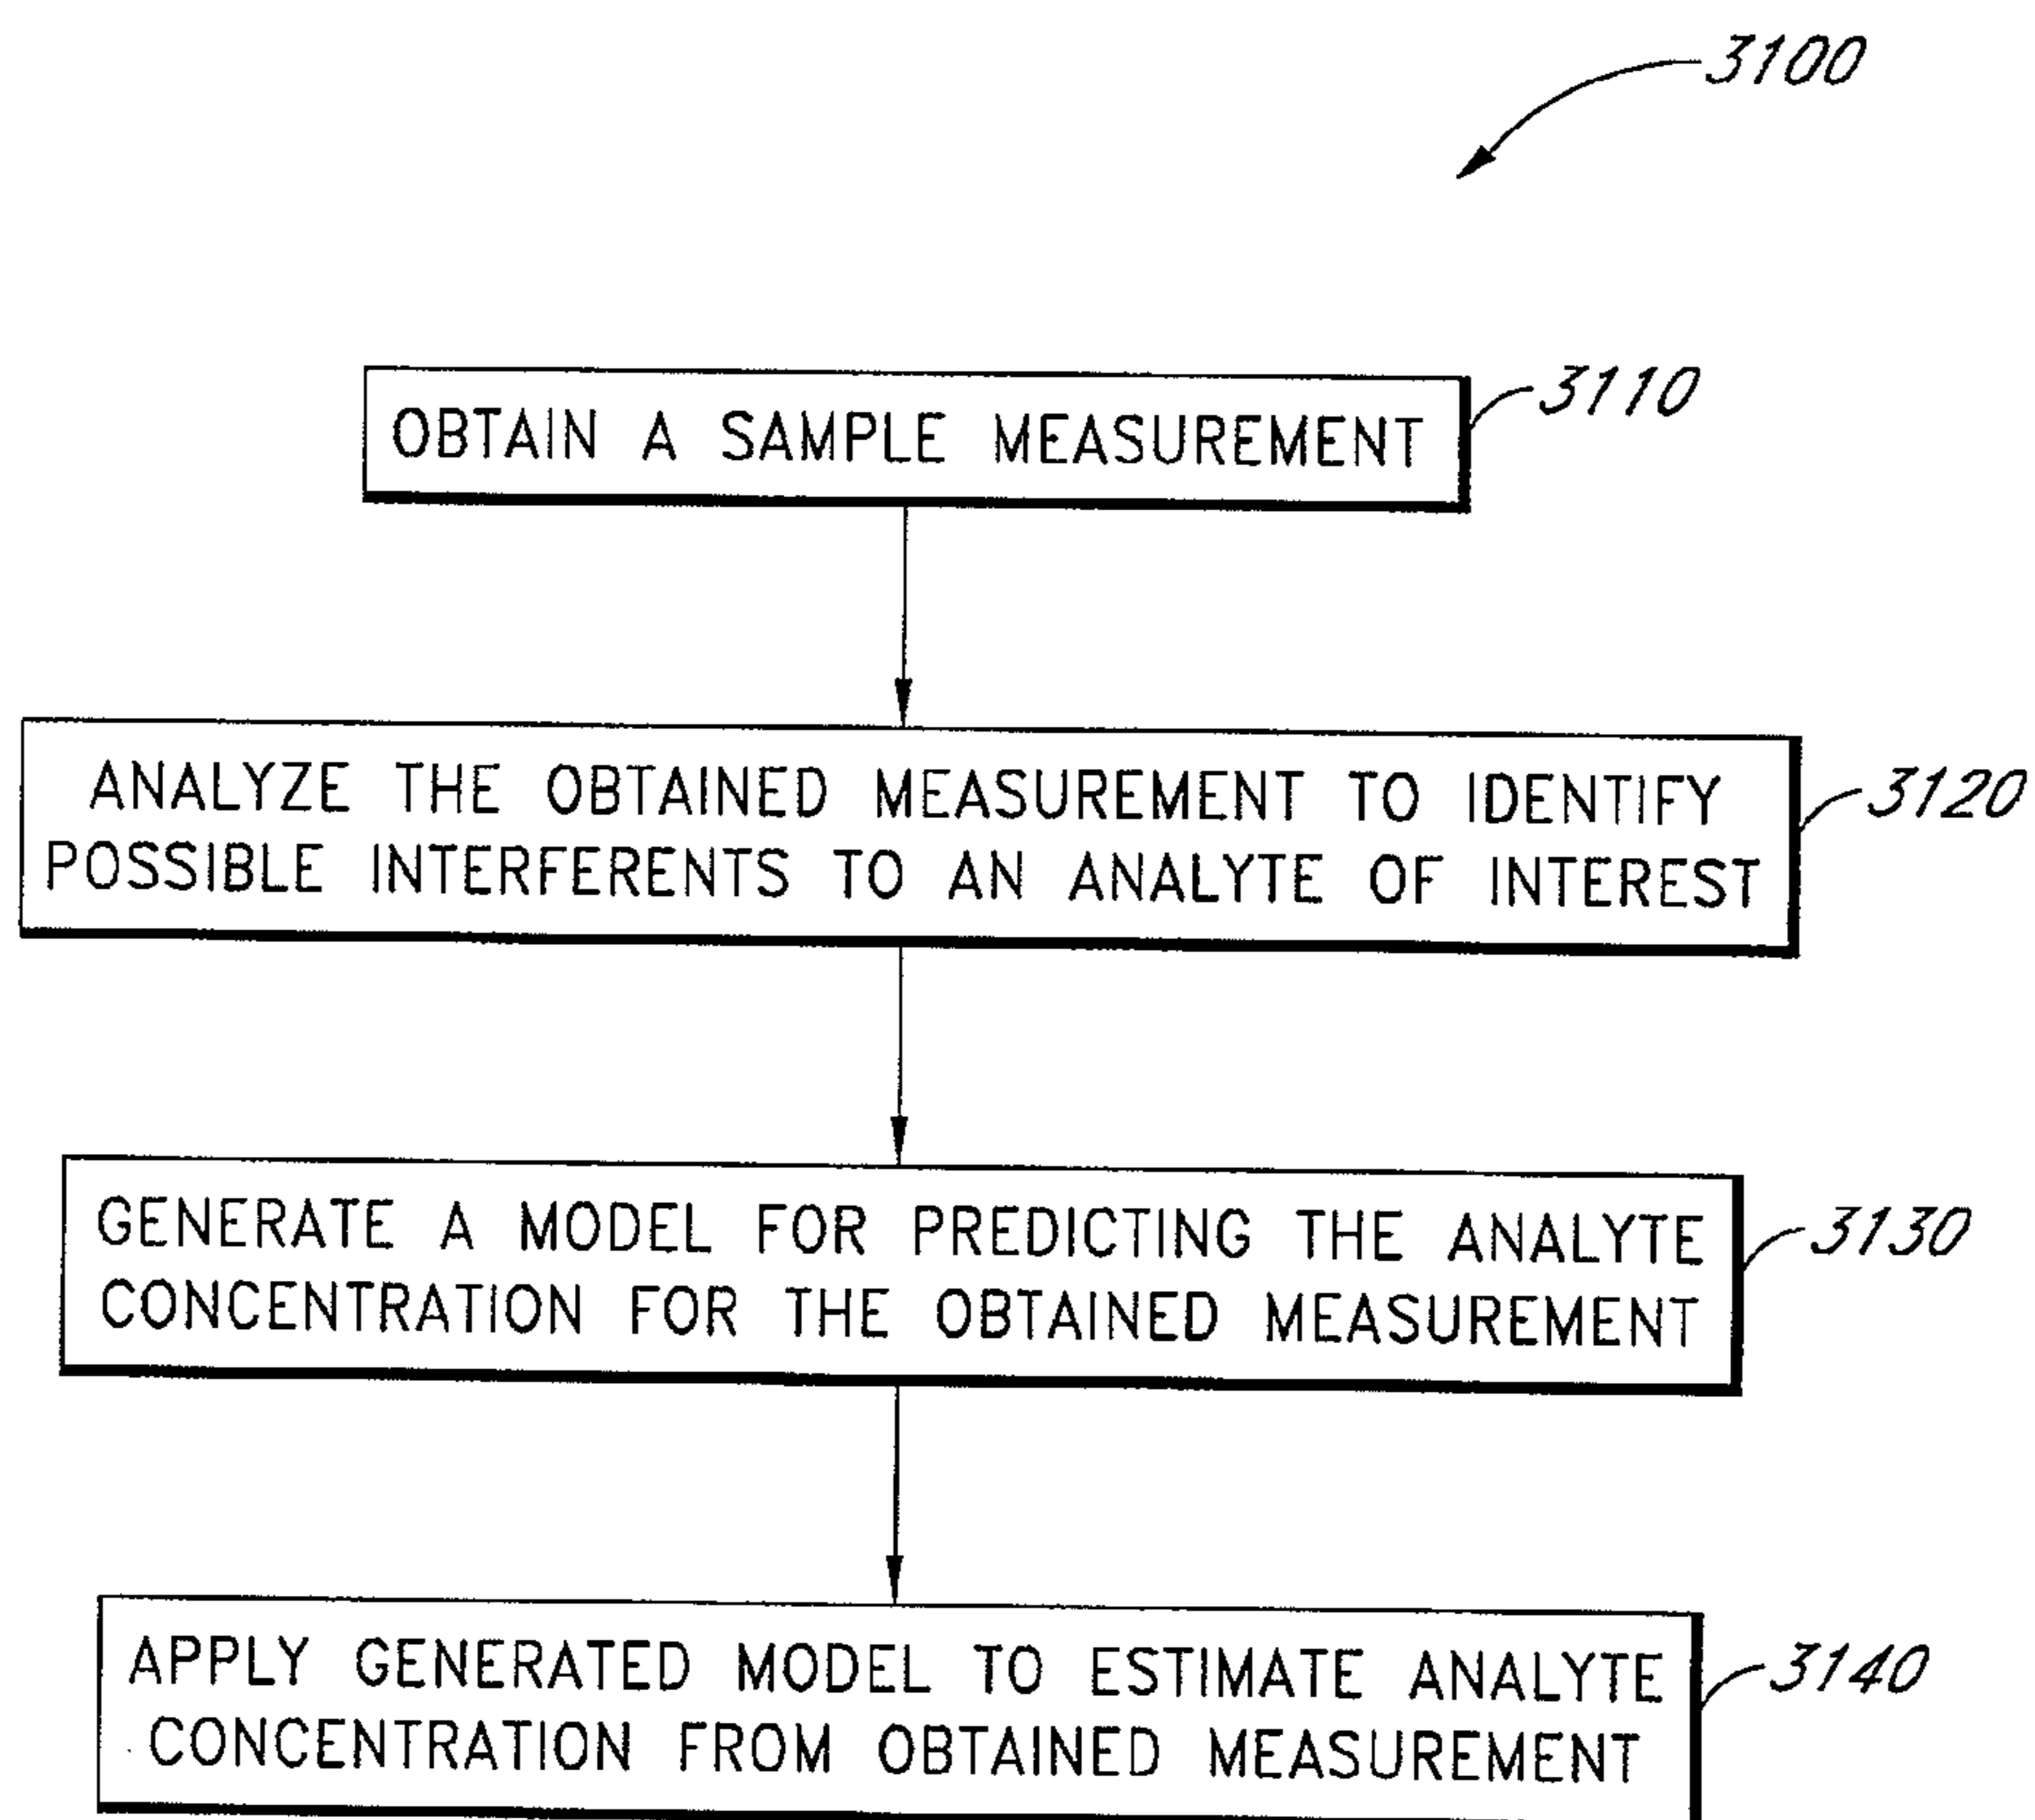 3100
OBTAIN A SAMPLE MEASUREMENT
3110
ANALYZE THE OBTAINED MEASUREMENT TO IDENTIFY
POSSIBLE INTERFERENTS TO AN ANALYTE OF INTEREST
3120
GENERATE A MODEL FOR PREDICTING THE ANALYTE
CONCENTRATION FOR THE OBTAINED MEASUREMENT
3130
APPLY GENERATED MODEL TO ESTIMATE ANALYTE
CONCENTRATION FROM OBTAINED MEASUREMENT
3140